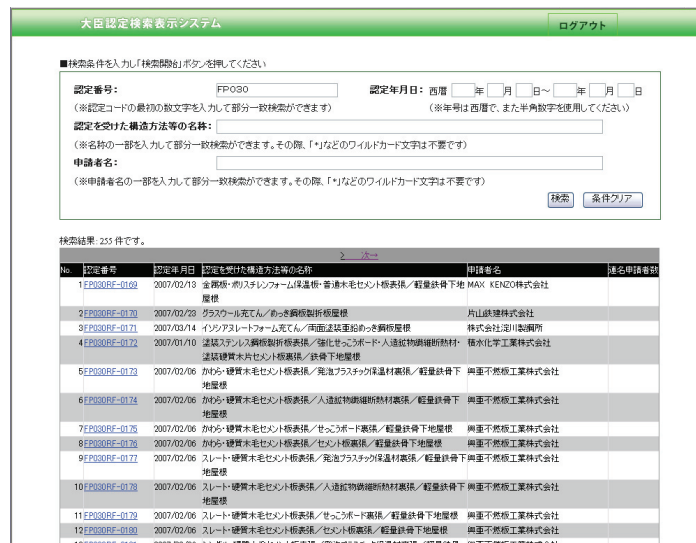 大臣認定検索表示システム
ログアウト
■検索条件を入力し「検索開始」ボタンを押してください
認定番号： FP030 認定年月日： 西暦 年 月 日～ 年 月 日
(※認定コードの最初の数文字を入力して部分一致検索ができます) (※年号は西暦で、また半角数字を使用してください)
認定を受けた構造方法等の名称：
(※名称の一部を入力して部分一致検索ができます。その際、「*」などのワイルドカード文字は不要です)
申請者名：
(※申請者名の一部を入力して部分一致検索ができます。その際、「*」などのワイルドカード文字は不要です)
検索 条件クリア
検索結果: 255 件です。
> 次→
No. 認定番号 認定年月日 認定を受けた構造方法等の名称 申請者名 連名申請者数
1 FP030RF-0169 2007/02/13 金属板・ポリスチレンフォーム保温板・普通木毛セメント板表張／軽量鉄骨下地 MAX KENZO株式会社
屋根
2 FP030RF-0170 2007/02/23 グラスウール充てん／めっき鋼板製折板屋根 片山鉄建株式会社
3 FP030RF-0171 2007/03/14 イソシアヌレートフォーム充てん／両面塗装亜鉛めっき鋼板屋根 株式会社淀川製鋼所
4 FP030RF-0172 2007/01/10 塗装ステンレス鋼板製折板表張／強化せっこうボード・人造鉱物繊維断熱材・ 積水化学工業株式会社
塗装硬質木片セメント板裏張／鉄骨下地屋根
5 FP030RF-0173 2007/02/06 かわら・硬質木毛セメント板表張／発泡プラスチック保温材裏張／軽量鉄骨下 興亜不燃板工業株式会社
地屋根
6 FP030RF-0174 2007/02/06 かわら・硬質木毛セメント板表張／人造鉱物繊維断熱材裏張／軽量鉄骨下 興亜不燃板工業株式会社
地屋根
7 FP030RF-0175 2007/02/06 かわら・硬質木毛セメント板表張／せっこうボード裏張／軽量鉄骨下地屋根 興亜不燃板工業株式会社
8 FP030RF-0176 2007/02/06 かわら・硬質木毛セメント板表張／セメント板裏張／軽量鉄骨下地屋根 興亜不燃板工業株式会社
9 FP030RF-0177 2007/02/06 スレート・硬質木毛セメント板表張／発泡プラスチック保温材裏張／軽量鉄骨下 興亜不燃板工業株式会社
地屋根
10 FP030RF-0178 2007/02/06 スレート・硬質木毛セメント板表張／人造鉱物繊維断熱材裏張／軽量鉄骨下 興亜不燃板工業株式会社
地屋根
11 FP030RF-0179 2007/02/06 スレート・硬質木毛セメント板表張／せっこうボード裏張／軽量鉄骨下地屋根 興亜不燃板工業株式会社
12 FP030RF-0180 2007/02/06 スレート・硬質木毛セメント板表張／セメント板裏張／軽量鉄骨下地屋根 興亜不燃板工業株式会社